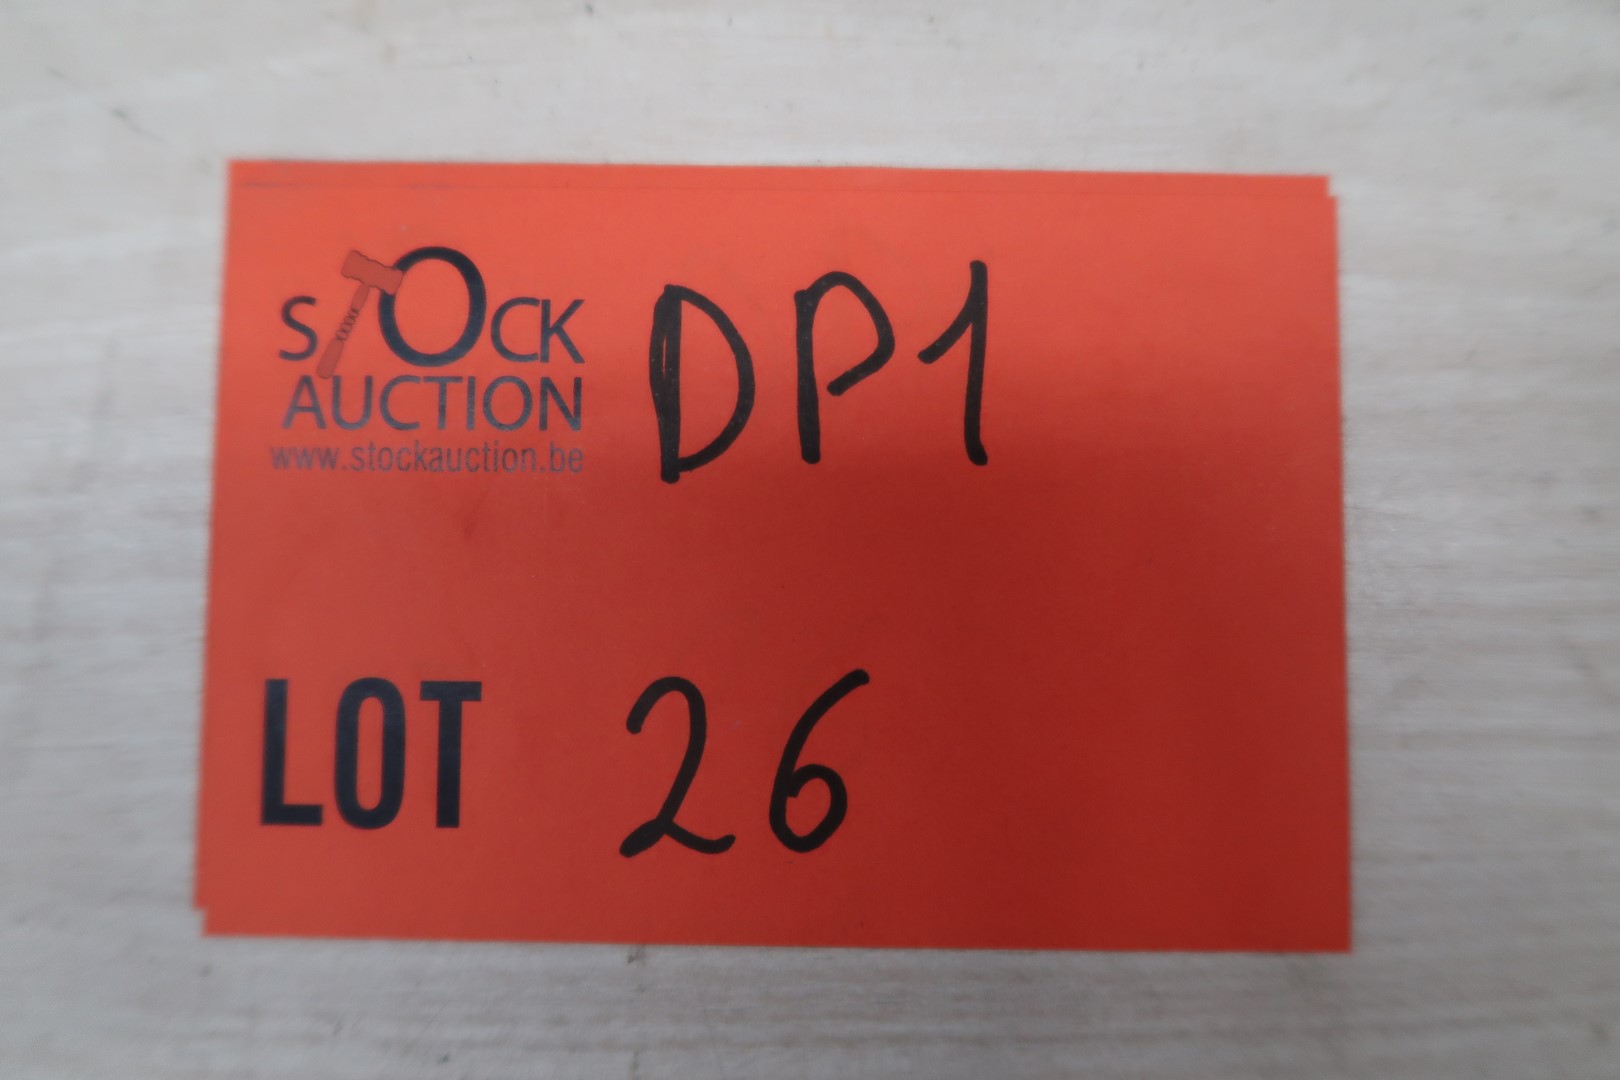 STOCK DP1
AUCTION
www.stockauction.be
LOT 26